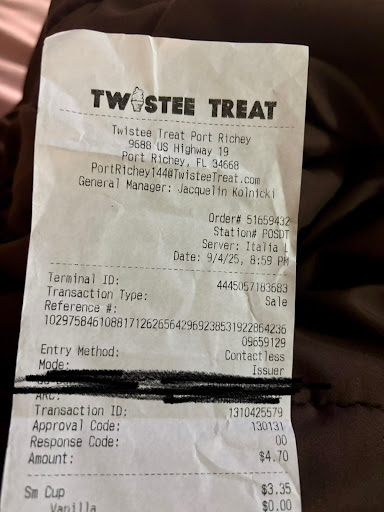 TWISTEE TREAT
Twistee Treat Port Richey
9688 US Highway 19
Port Richey, FL 34668
PortRichey144@TwisteeTreat.com
General Manager: Jacquelin Kolnicki
Order# 51659432
Station# POSDT
Server: Italia L
Date: 9/4/25, 8:59 PM
Terminal ID: 4445057183683
Transaction Type: Sale
Reference #:
102975846108817126265642969238531922864236
09659129
Entry Method: Contactless
Mode: Issuer
ARC:
Transaction ID: 1310425579
Approval Code: 130131
Response Code: 00
Amount: $4.70
Sm Cup $3.35
Vanilla $0.00